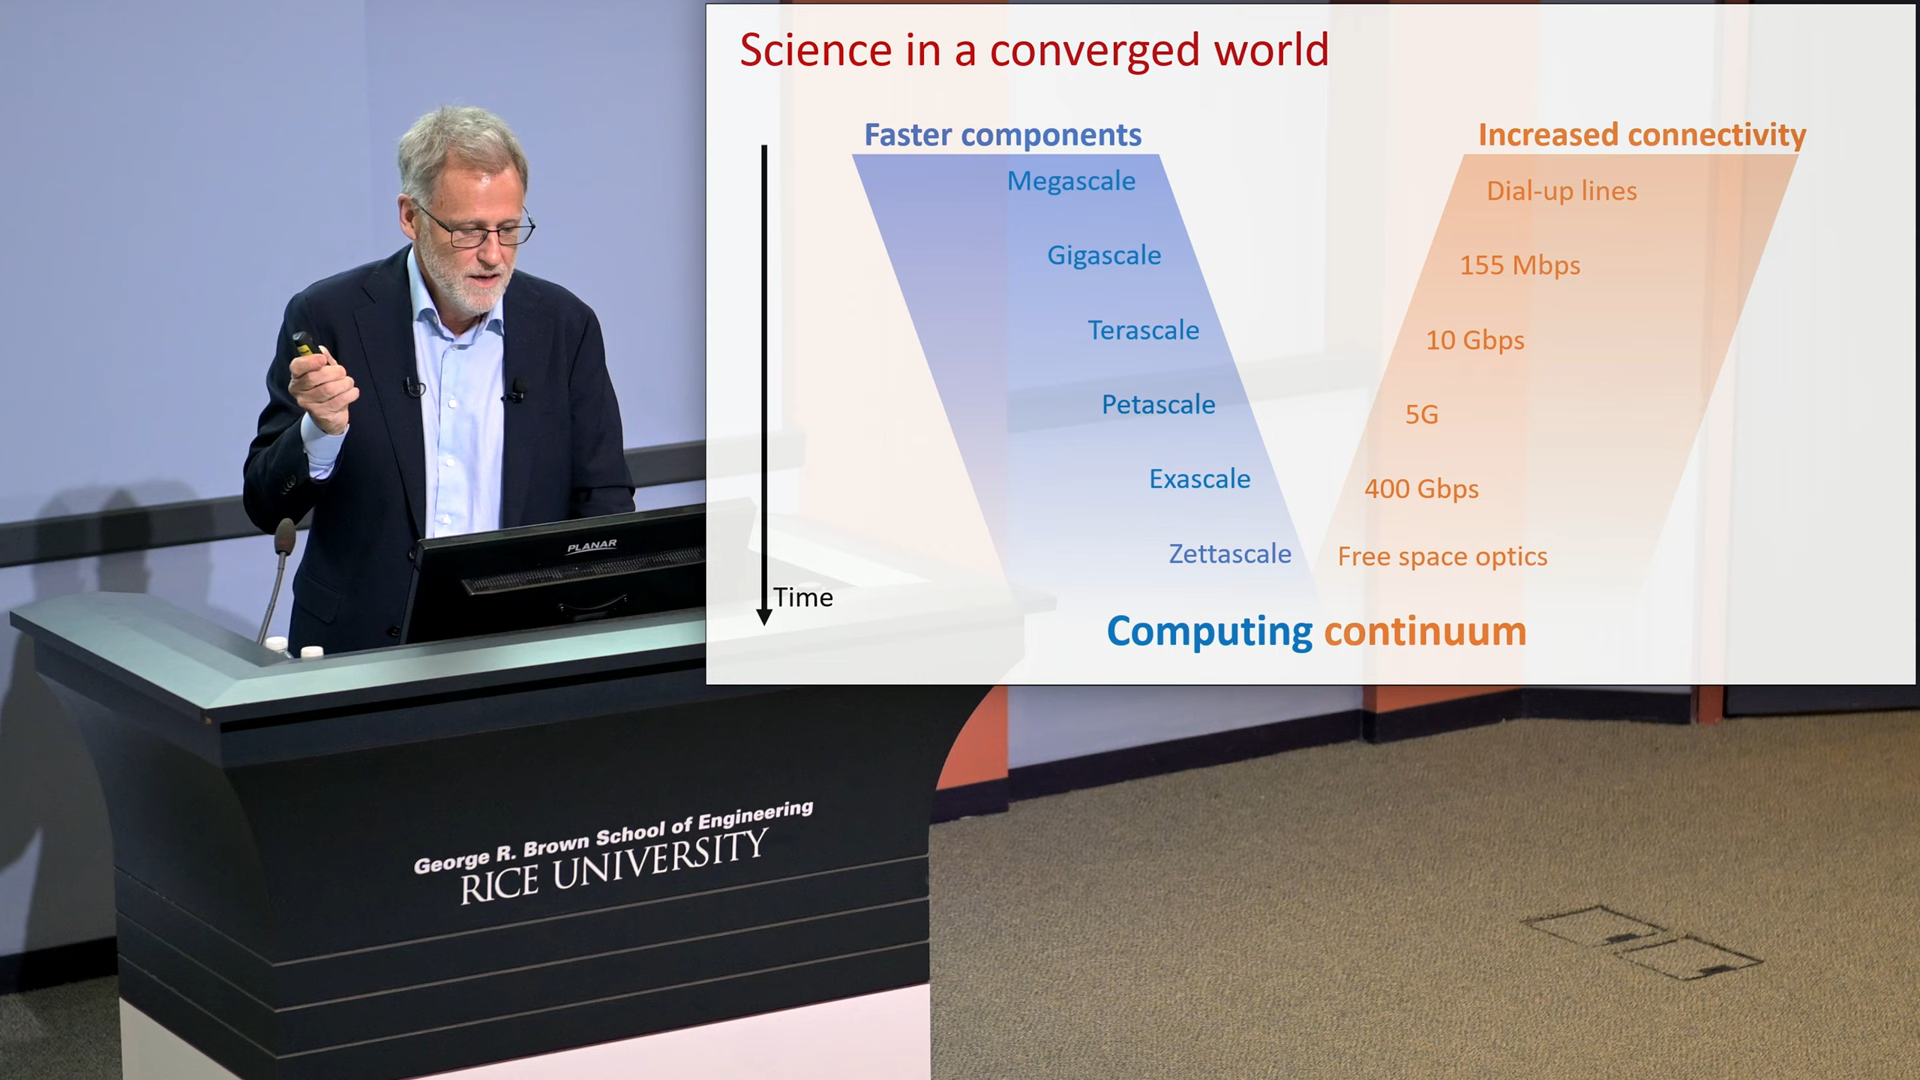 Science in a converged world
Faster components
Increased connectivity
Megascale
Dial-up lines
Gigascale
155 Mbps
Terascale
10 Gbps
Petascale
5G
Exascale
400 Gbps
Zettascale
Free space optics
Time
Computing continuum
PLANAR
George R. Brown School of Engineering
RICE UNIVERSITY